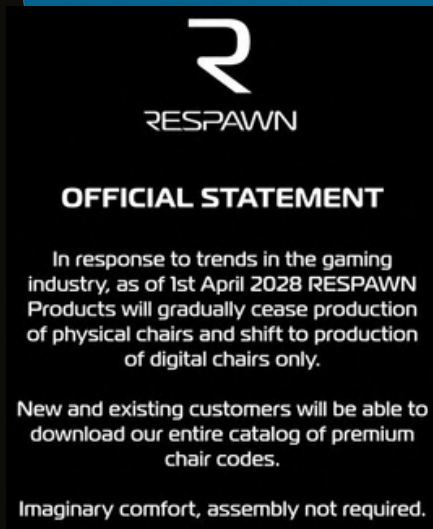 RESPAWN
OFFICIAL STATEMENT
In response to trends in the gaming
industry, as of 1st April 2028 RESPAWN
Products will gradually cease production
of physical chairs and shift to production
of digital chairs only.
New and existing customers will be able to
download our entire catalog of premium
chair codes.
Imaginary comfort, assembly not required.